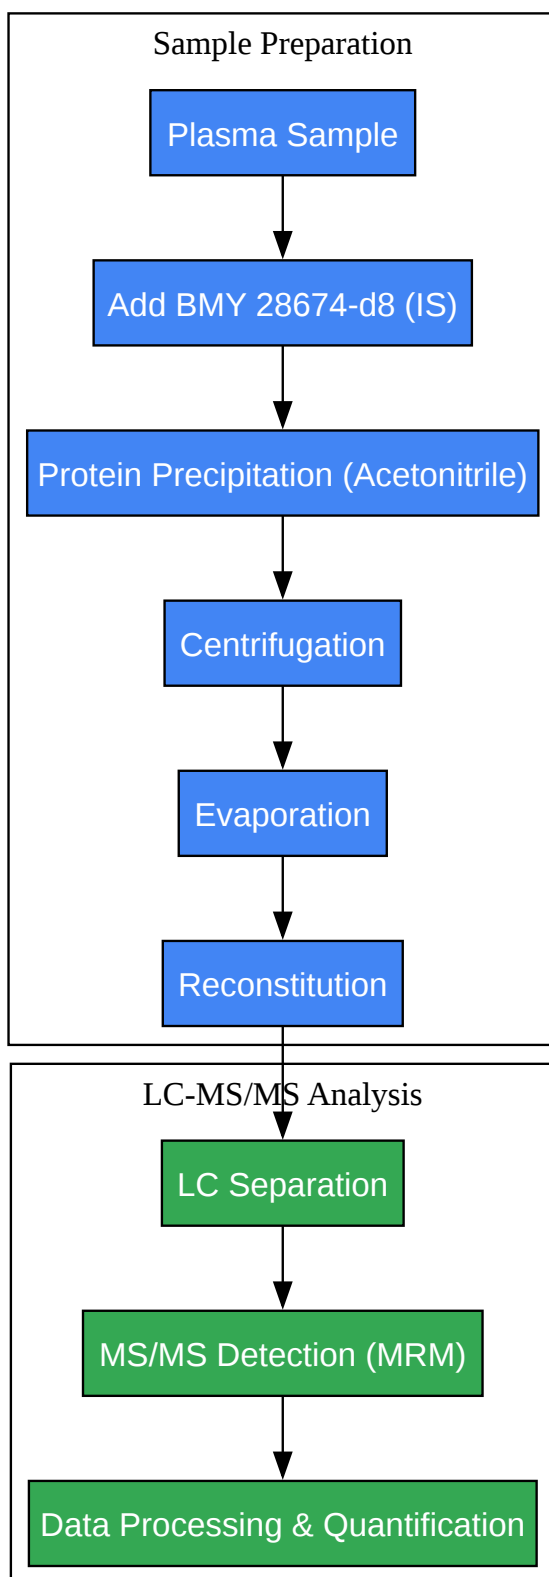 Sample Preparation
Plasma Sample
Add BMY 28674-d8 (IS)
Protein Precipitation (Acetonitrile)
Centrifugation
Evaporation
Reconstitution
LC-MS/MS Analysis
LC Separation
MS/MS Detection (MRM)
Data Processing & Quantification